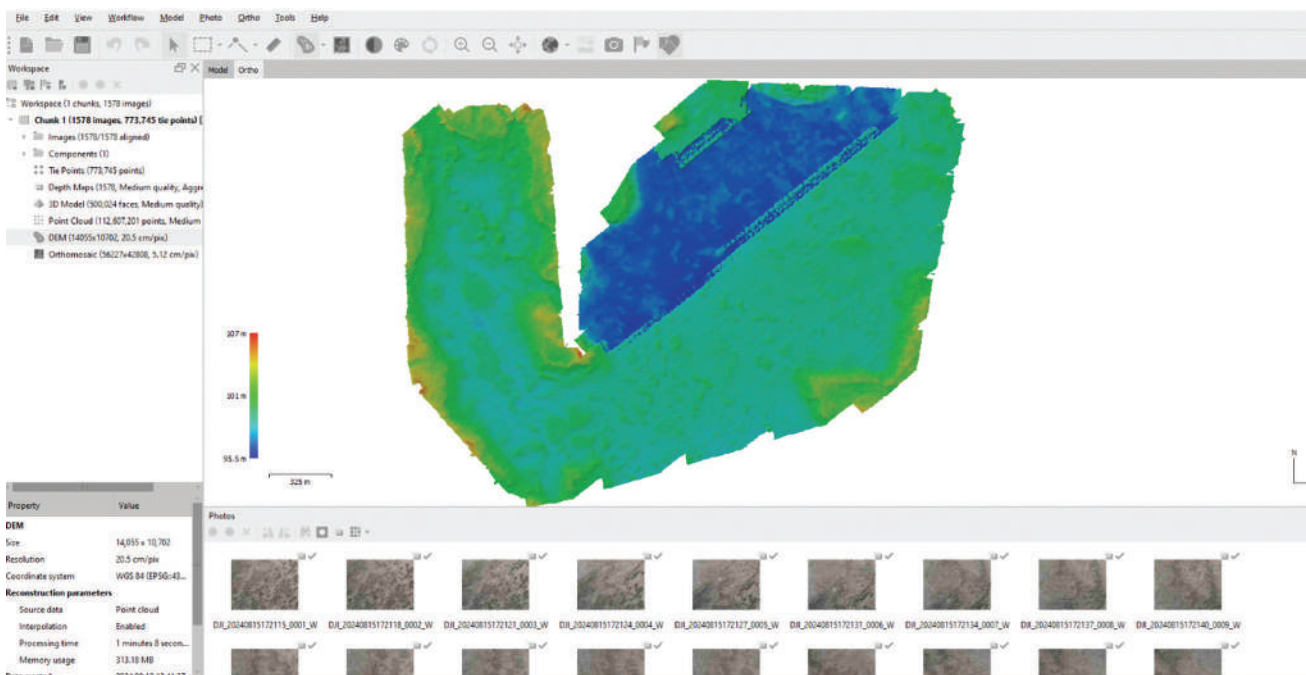 File Edit View Workflow Model Photo Ortho Tools Help
Workspace
Model Ortho
Workspace (1 chunks, 1578 images)
Chunk 1 (1578 images, 773,745 tie points) [
Images (1578/1578 aligned)
Components (1)
Tie Points (773,745 points)
Depth Maps (1578, Medium quality, Aggre
3D Model (500,024 faces, Medium quality)
Point Cloud (112,607,201 points, Medium
DEM (14055x10702, 20.5 cm/pix)
Orthomosaic (56227x42808, 5.12 cm/pix)
107 m
101 m
95.5 m
325 m
N
Property Value
DEM
Size 14,055 x 10,702
Resolution 20.5 cm/pix
Coordinate system WGS 84 (EPSG::43...
Reconstruction parameters
Source data Point cloud
Interpolation Enabled
Processing time 1 minutes 8 secon...
Memory usage 313.18 MB
Photos
DJI_20240815172115_0001_W DJI_20240815172118_0002_W DJI_20240815172121_0003_W DJI_20240815172124_0004_W DJI_20240815172127_0005_W DJI_20240815172131_0006_W DJI_20240815172134_0007_W DJI_20240815172137_0008_W DJI_20240815172140_0009_W